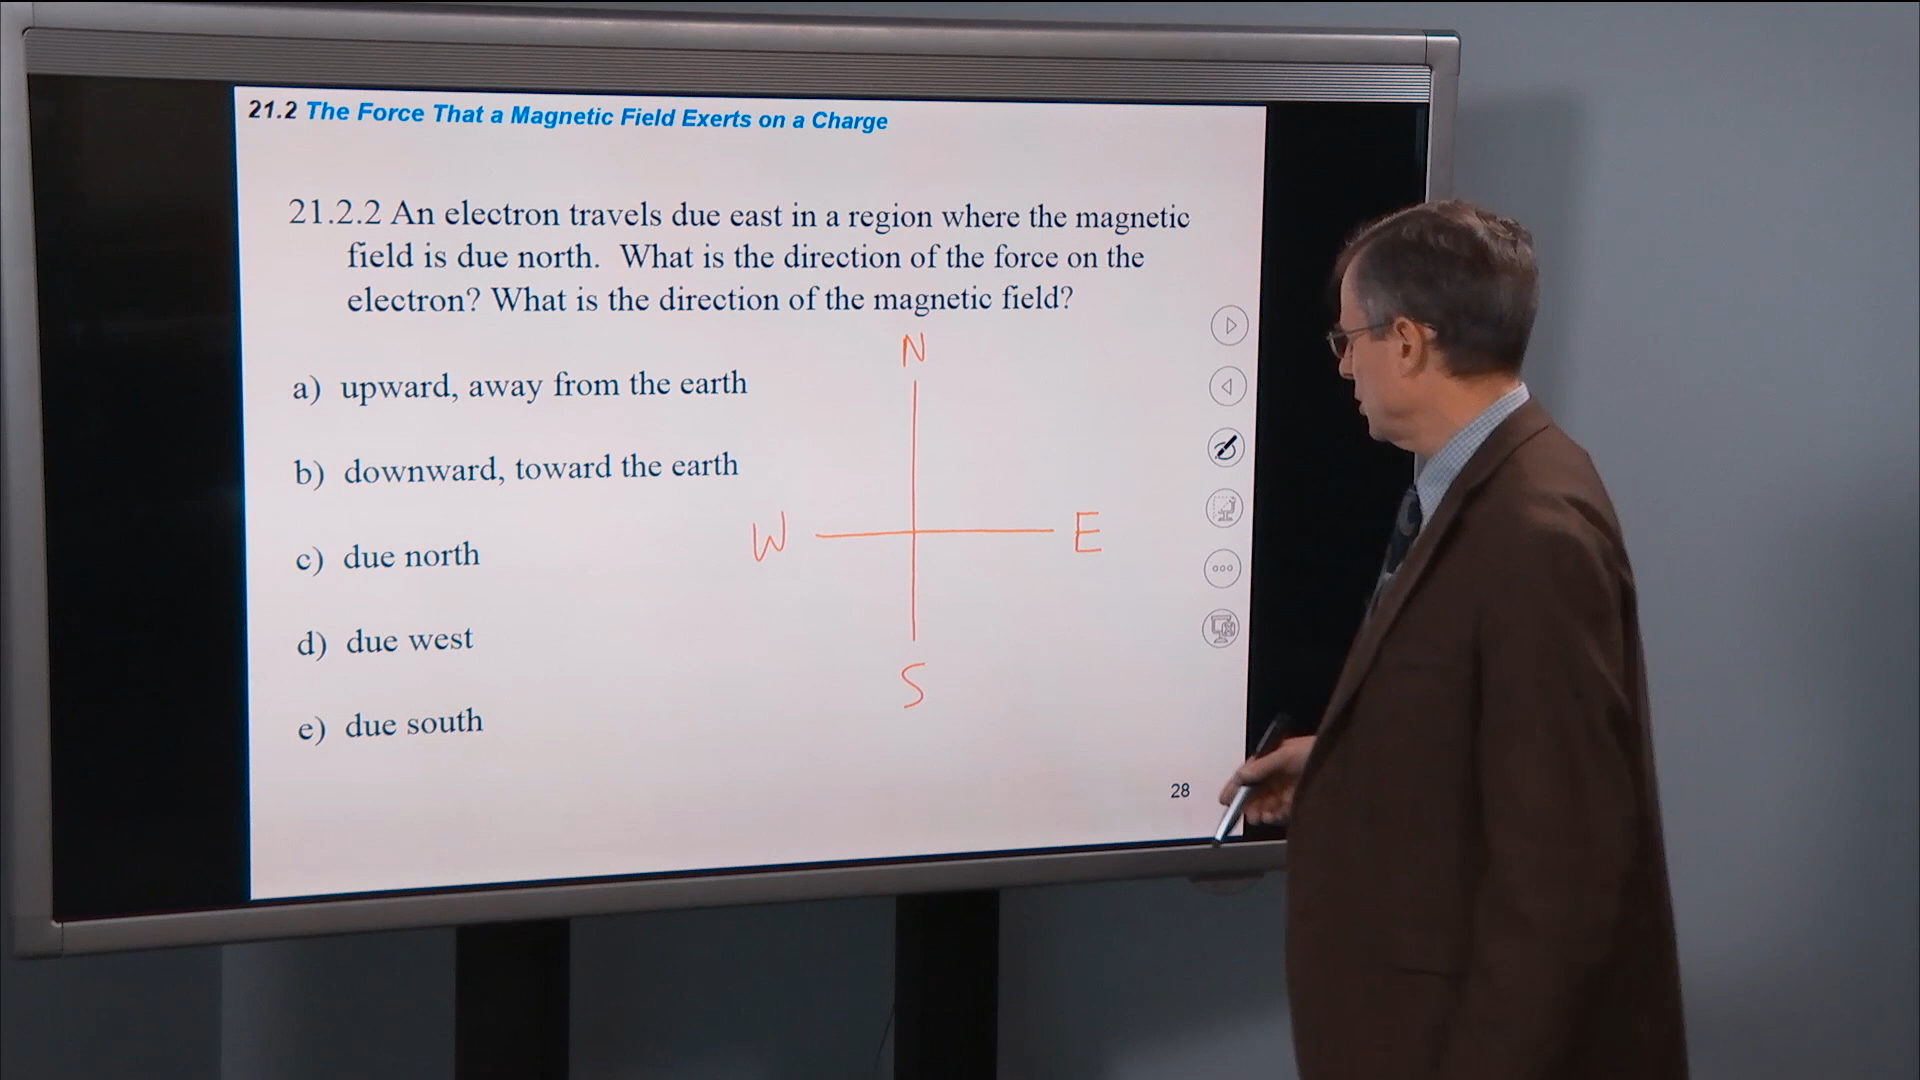 21.2 The Force That a Magnetic Field Exerts on a Charge
21.2.2 An electron travels due east in a region where the magnetic
field is due north. What is the direction of the force on the
electron? What is the direction of the magnetic field?
N
a) upward, away from the earth
b) downward, toward the earth
W E
c) due north
d) due west
S
e) due south
28